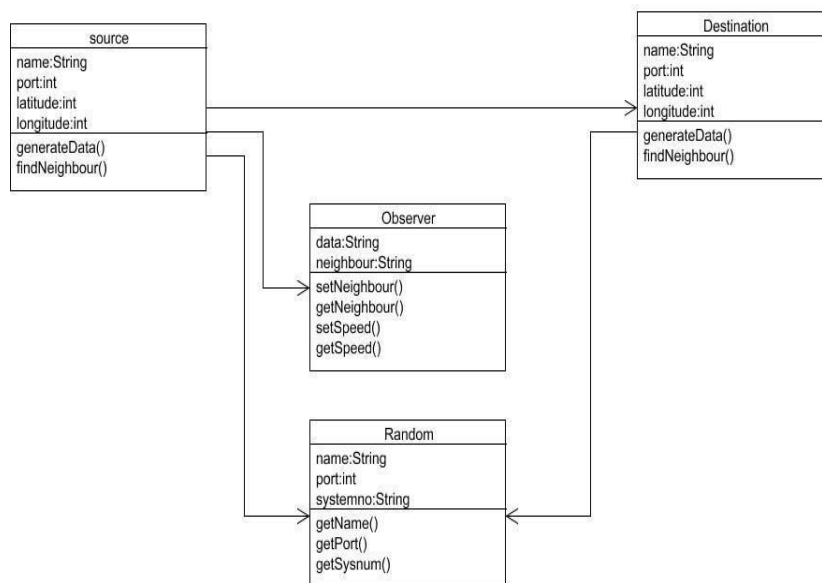 source
name:String
port:int
latitude:int
longitude:int
generateData()
findNeighbour()
Destination
name:String
port:int
latitude:int
longitude:int
generateData()
findNeighbour()
Observer
data:String
neighbour:String
setNeighbour()
getNeighbour()
setSpeed()
getSpeed()
Random
name:String
port:int
systemno:String
getName()
getPort()
getSysnum()